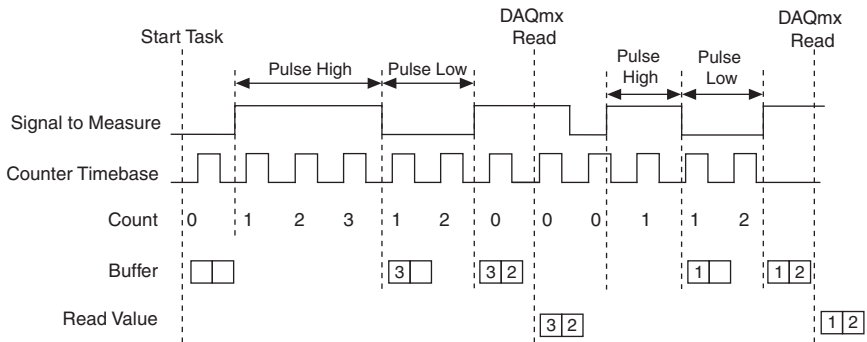 DAQmx
Read
DAQmx
Read
Start Task
Pulse High
Pulse Low
Pulse
High
Pulse
Low
Signal to Measure
Counter Timebase
Count 0 1 2 3 1 2 0 0 0 1 1 2
Buffer 3 3 2 1 1 2
Read Value 3 2 1 2